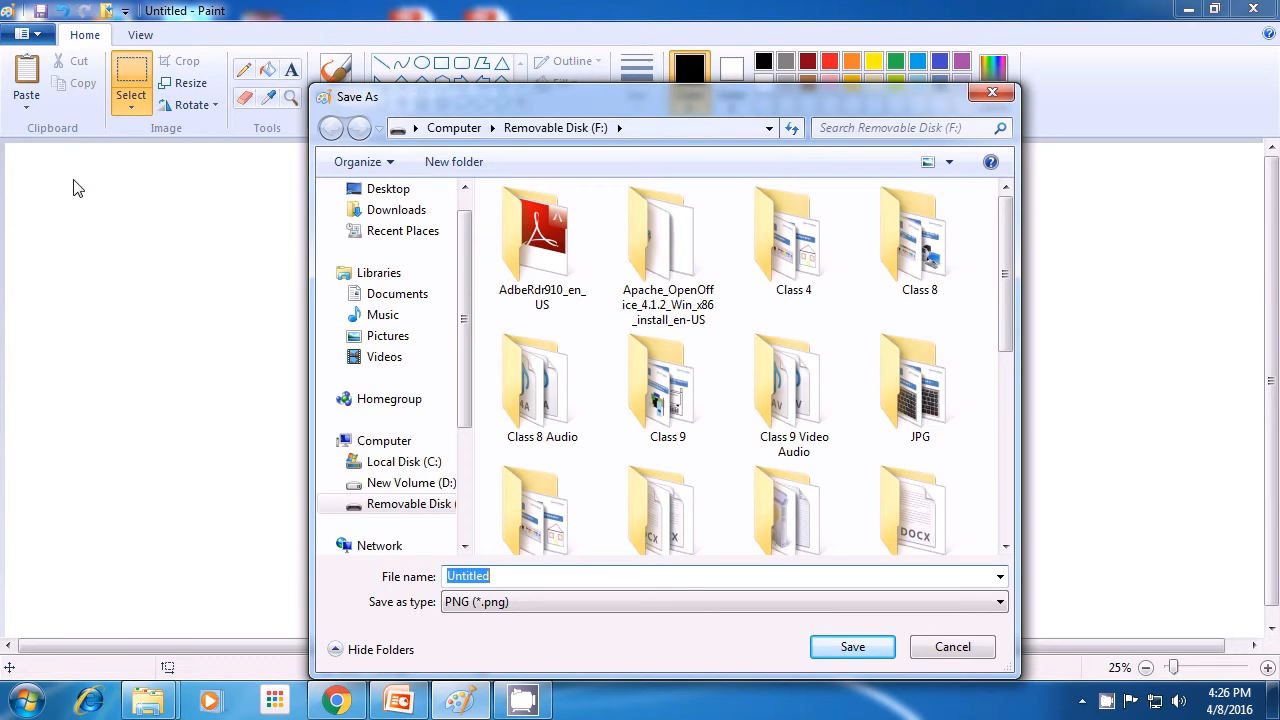 Untitled - Paint
Home
View
Paste
Cut
Copy
Clipboard
Select
Crop
Resize
Rotate
Image
A
Tools
Outline
Save As
Computer
Removable Disk (F:)
Search Removable Disk (F:)
Organize
New folder
Desktop
Downloads
Recent Places
Libraries
Documents
Music
Pictures
Videos
Homegroup
Computer
Local Disk (C:)
New Volume (D:)
Removable Disk (
Network
AdbeRdr910_en_
US
Apache_OpenOff
ice_4.1.2_Win_x86
_install_en-US
Class 4
Class 8
Class 8 Audio
Class 9
Class 9 Video
Audio
JPG
DOCX
File name:
Untitled
Save as type:
PNG (*.png)
Hide Folders
Save
Cancel
25%
4:26 PM
4/8/2016